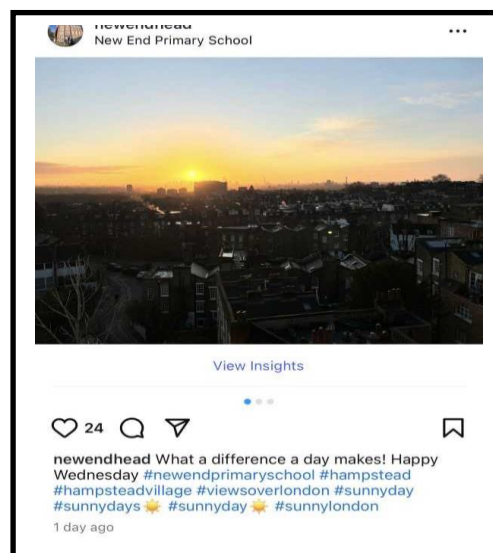 newendhead
New End Primary School
View Insights
24
newendhead What a difference a day makes! Happy
Wednesday #newendprimaryschool #hampstead
#hampsteadvillage #viewsoverlondon #sunnyday
#sunnydays☀️ #sunnyday☀️ #sunnylondon
1 day ago